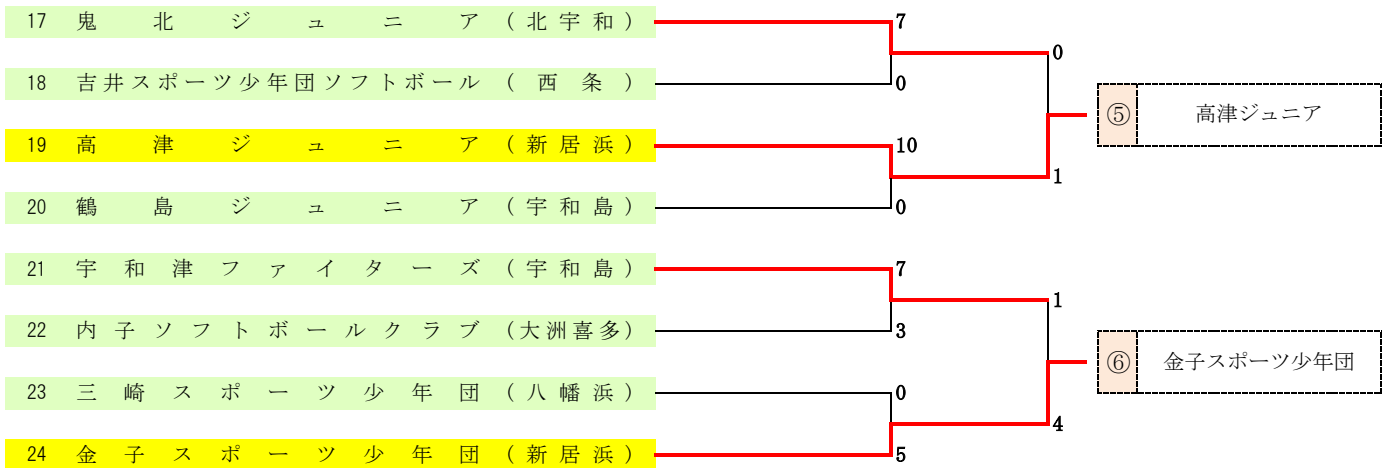 17 鬼北ジュニア（北宇和） 7
0
18 吉井スポーツ少年団ソフトボール（西条） 0
⑤ 高津ジュニア
19 高津ジュニア（新居浜） 10
1
20 鶴島ジュニア（宇和島） 0
21 宇和津ファイターズ（宇和島） 7
1
22 内子ソフトボールクラブ（大洲喜多） 3
⑥ 金子スポーツ少年団
23 三崎スポーツ少年団（八幡浜） 0
4
24 金子スポーツ少年団（新居浜） 5